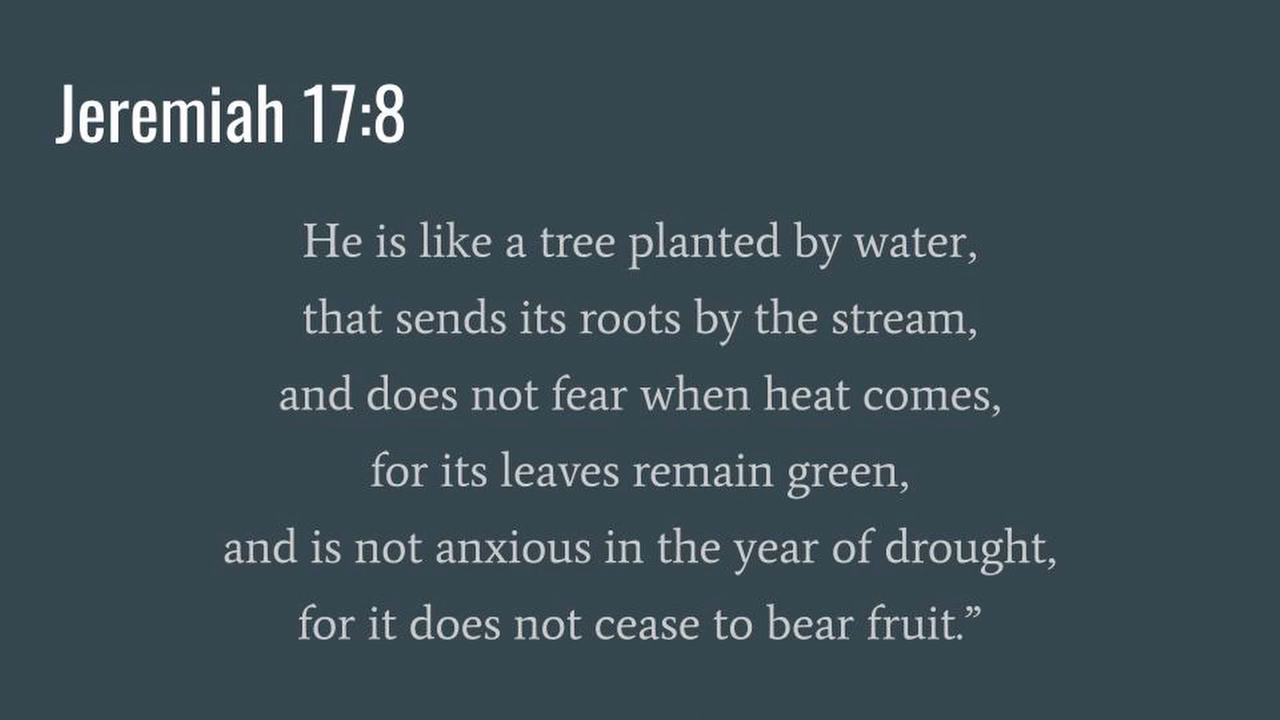 Jeremiah 17:8
He is like a tree planted by water,
that sends its roots by the stream,
and does not fear when heat comes,
for its leaves remain green,
and is not anxious in the year of drought,
for it does not cease to bear fruit.”